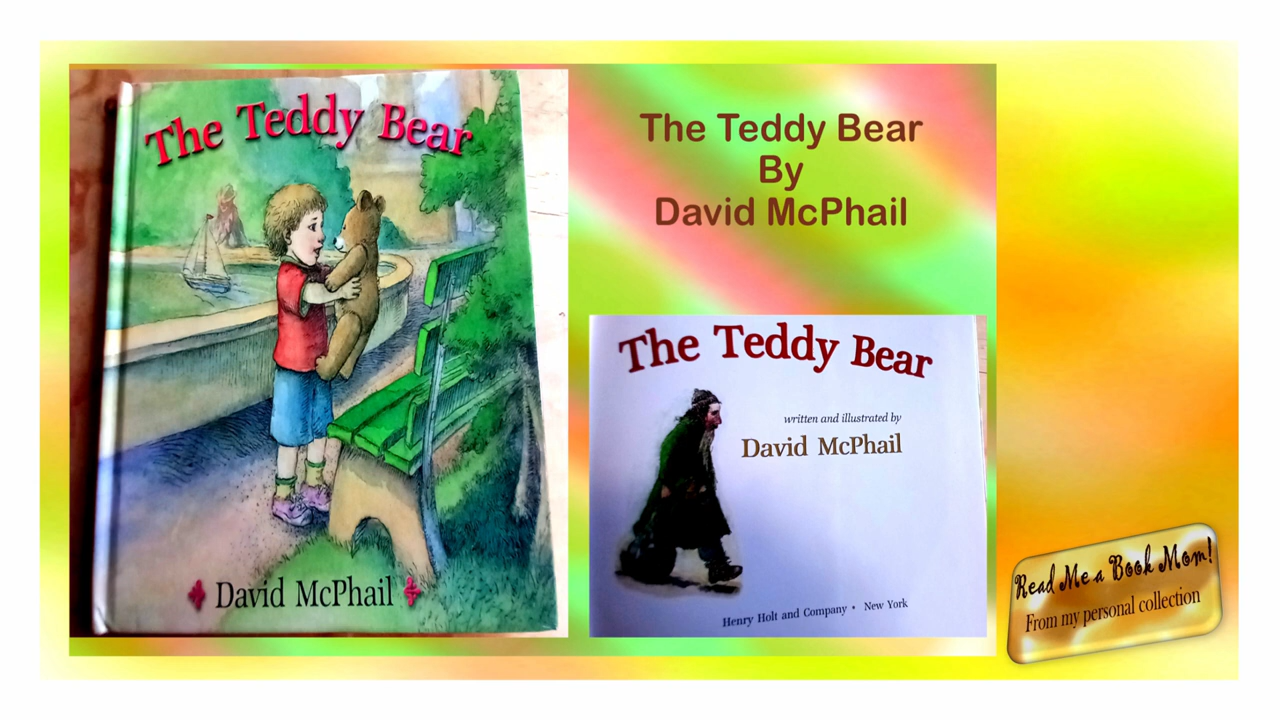 The Teddy Bear
David McPhail
The Teddy Bear
By
David McPhail
The Teddy Bear
written and illustrated by
David McPhail
Henry Holt and Company • New York
Read Me a Book Mom!
From my personal collection